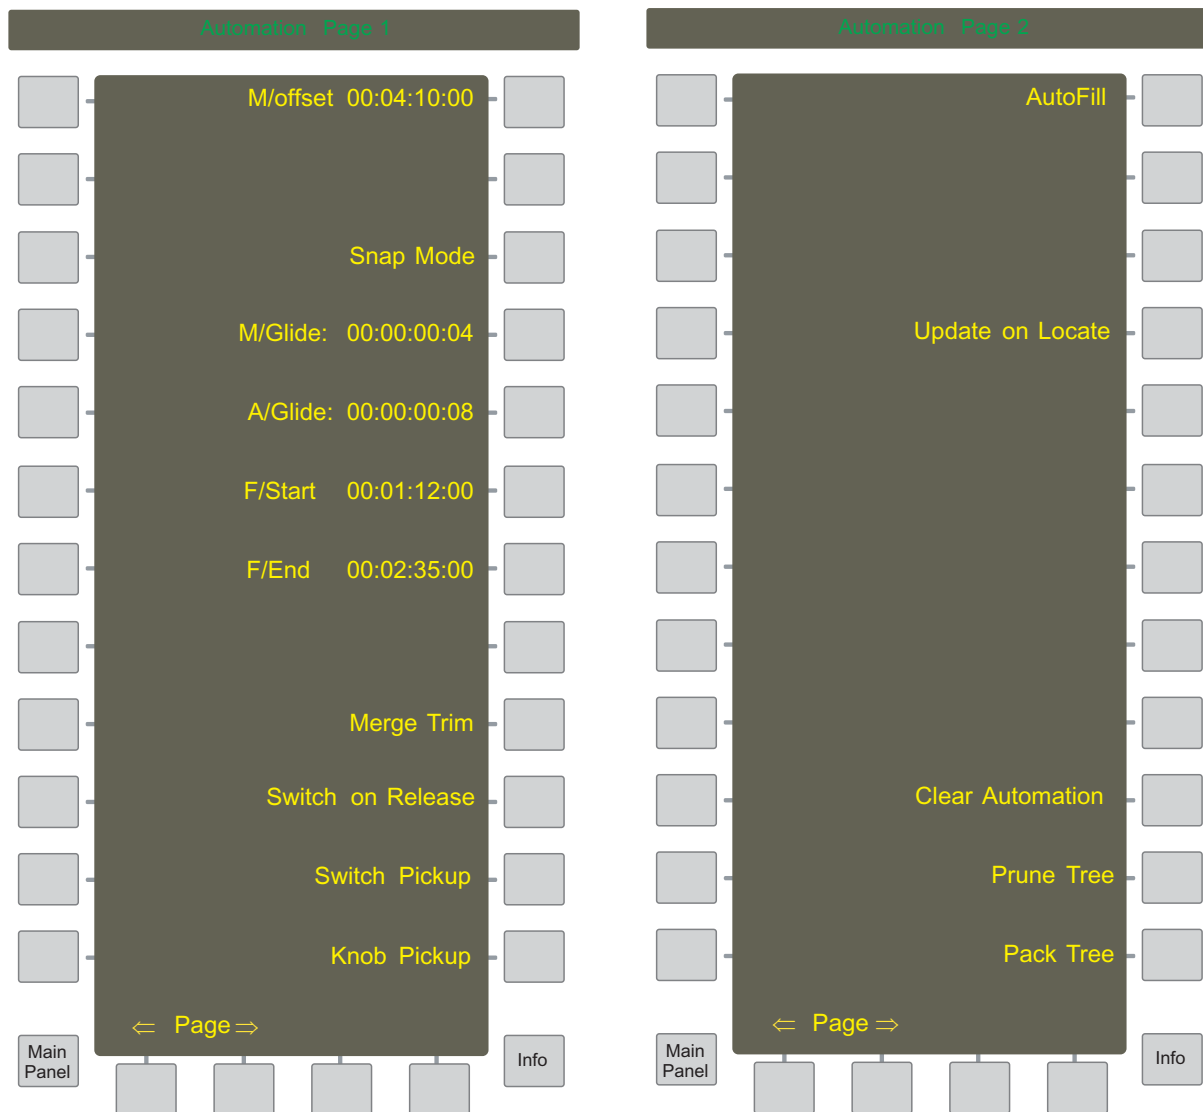 Automation Page 1
M/offset 00:04:10:00
Snap Mode
M/Glide: 00:00:00:04
A/Glide: 00:00:00:08
F/Start 00:01:12:00
F/End 00:02:35:00
Merge Trim
Switch on Release
Switch Pickup
Knob Pickup
⇐ Page ⇒
Main
Panel
Info
Automation Page 2
AutoFill
Update on Locate
Clear Automation
Prune Tree
Pack Tree
⇐ Page ⇒
Main
Panel
Info